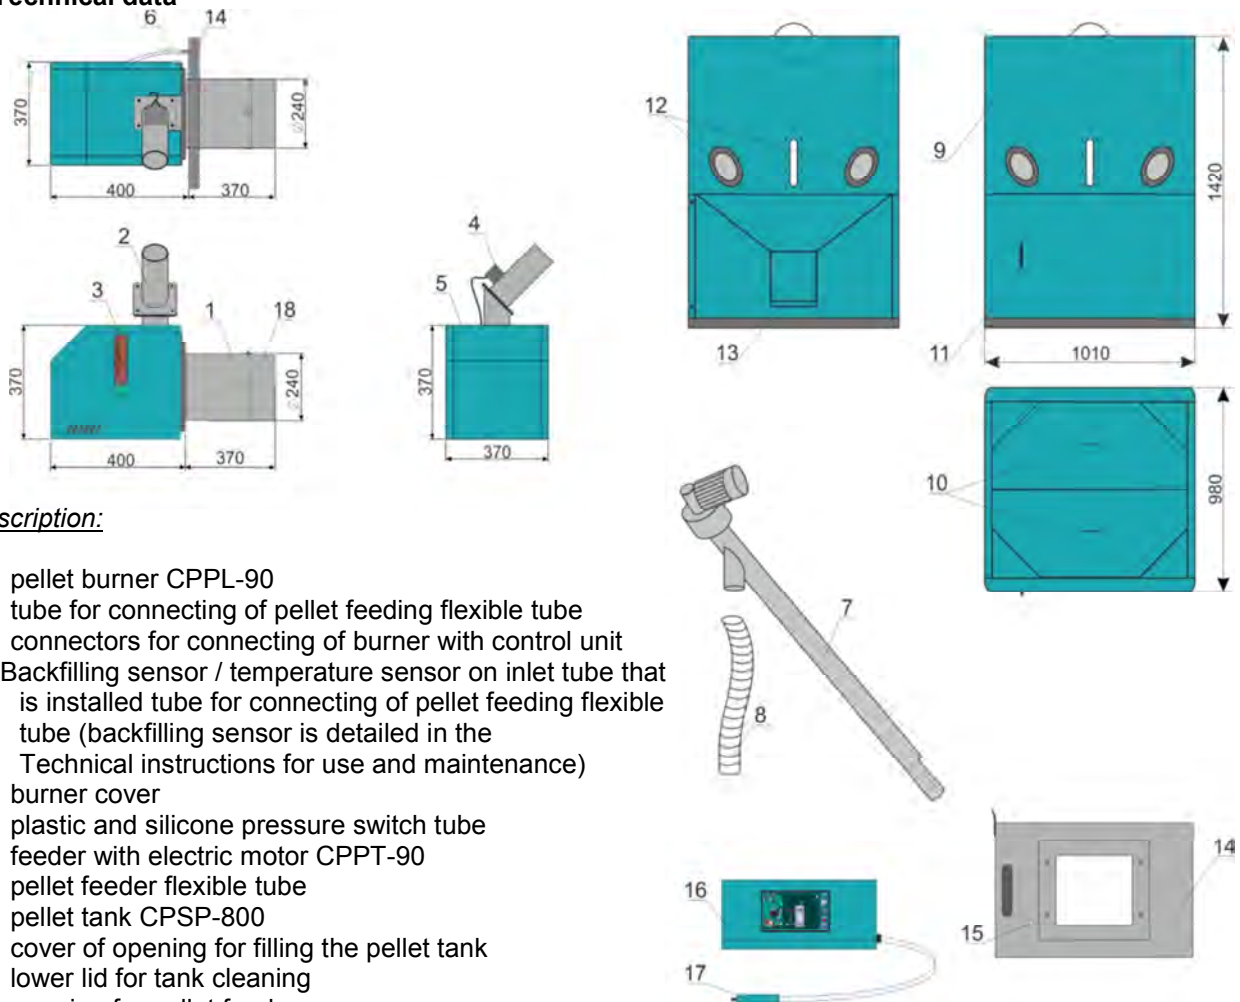 Technical data
6 14
370
Ø240
400 370
2
3
1 18
370
Ø240
400 370
4
5
370
370
12
13
9
1420
11
1010
10
980
scription:
pellet burner CPPL-90
tube for connecting of pellet feeding flexible tube
connectors for connecting of burner with control unit
Backfilling sensor / temperature sensor on inlet tube that
is installed tube for connecting of pellet feeding flexible
tube (backfilling sensor is detailed in the
Technical instructions for use and maintenance)
burner cover
plastic and silicone pressure switch tube
feeder with electric motor CPPT-90
pellet feeder flexible tube
pellet tank CPSP-800
cover of opening for filling the pellet tank
lower lid for tank cleaning
7
8
14
15
16
17